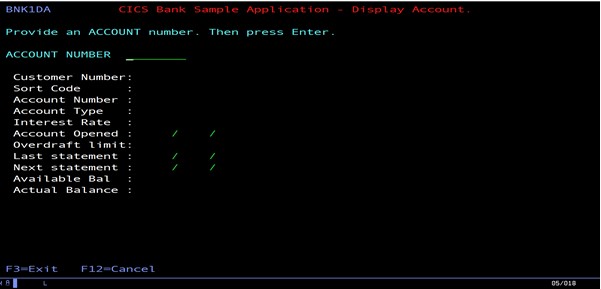 BNK1DA CICS Bank Sample Application - Display Account.
Provide an ACCOUNT number. Then press Enter.
ACCOUNT NUMBER __________
Customer Number:
Sort Code :
Account Number :
Account Type :
Interest Rate :
Account Opened : / /
Overdraft limit:
Last statement : / /
Next statement : / /
Available Bal :
Actual Balance :
F3=Exit F12=Cancel
L 05/018